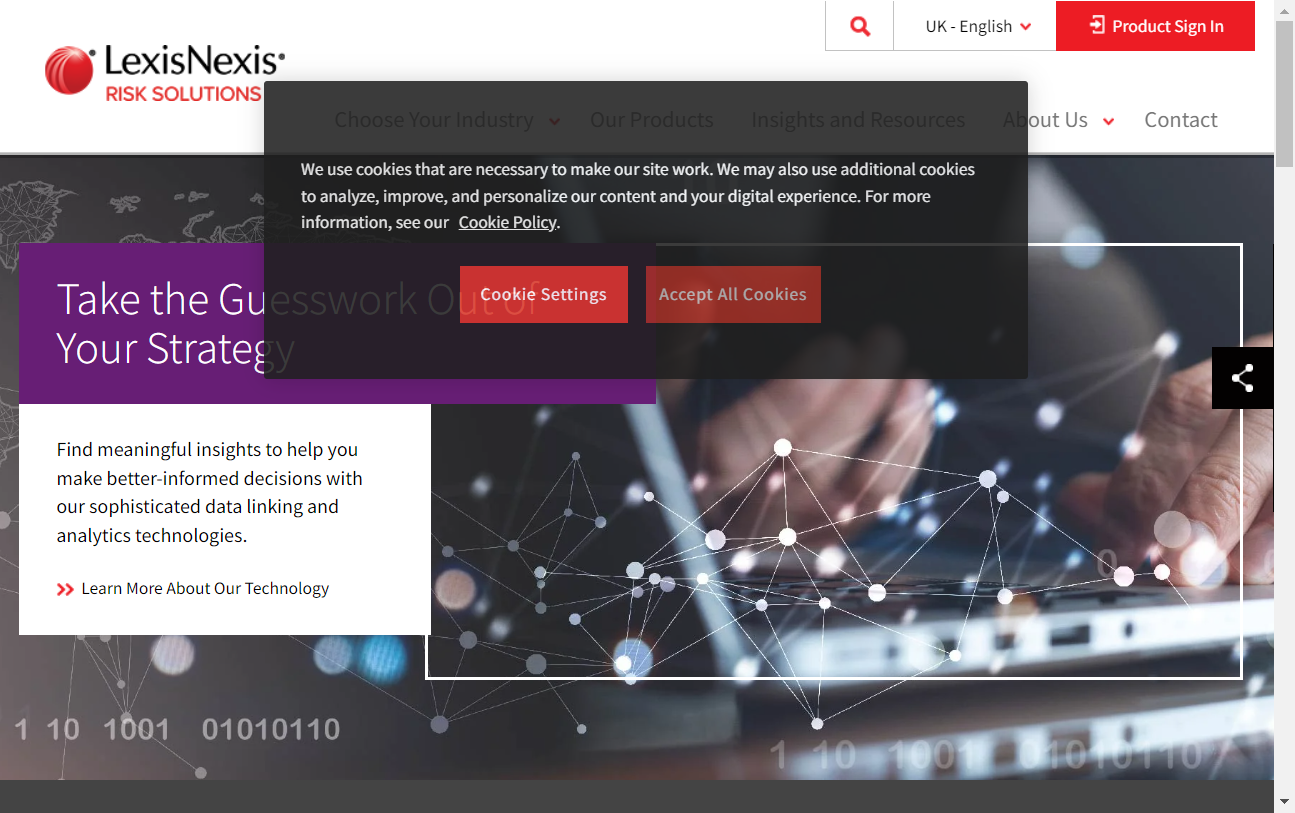 UK - English
Product Sign In
LexisNexis
RISK SOLUTIONS
Choose Your Industry
Our Products
Insights and Resources
About Us
Contact
We use cookies that are necessary to make our site work. We may also use additional cookies
to analyze, improve, and personalize our content and your digital experience. For more
information, see our Cookie Policy.
Cookie Settings
Accept All Cookies
Take the Guesswork Out of
Your Strategy
Find meaningful insights to help you
make better-informed decisions with
our sophisticated data linking and
analytics technologies.
Learn More About Our Technology
1 10 1001 01010110
1 10 1001 01010110
0